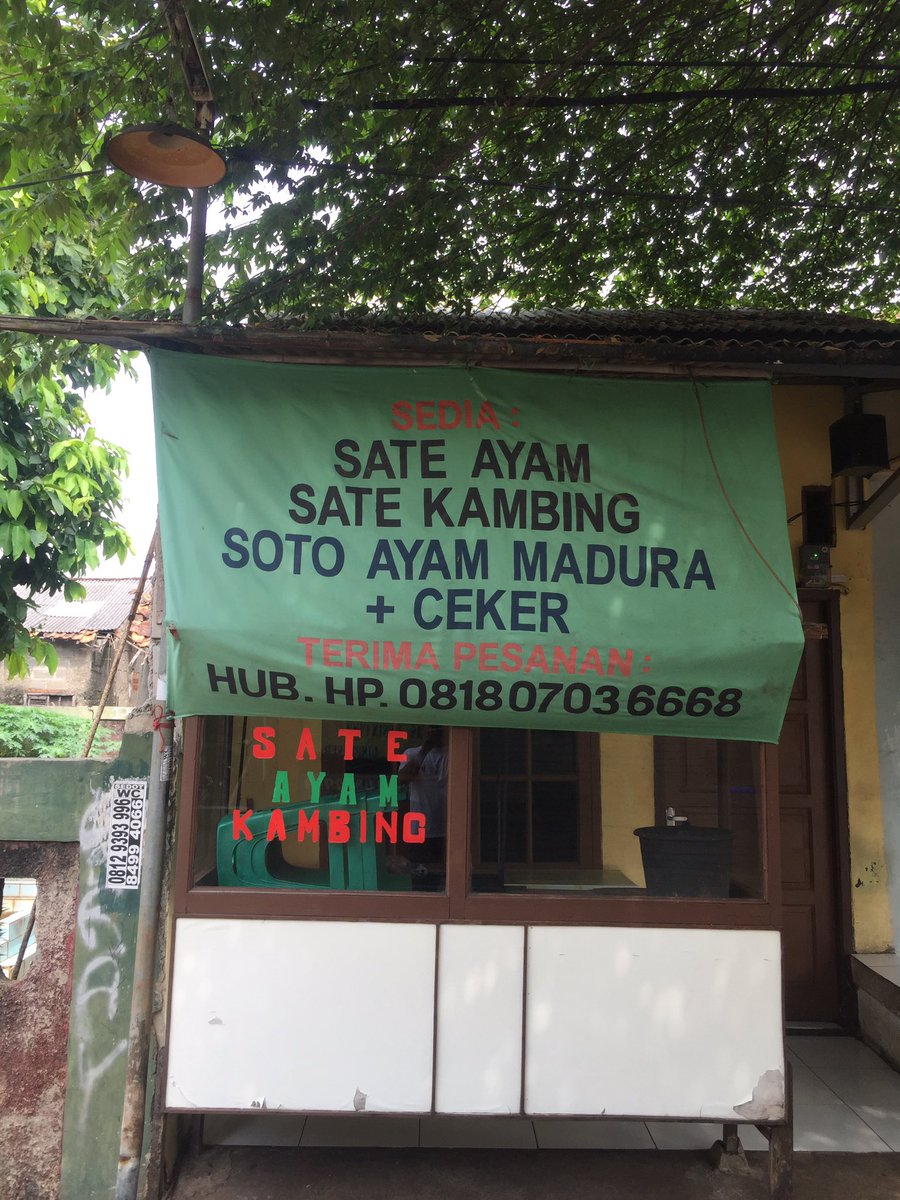 SEDIA :
SATE AYAM
SATE KAMBING
SOTO AYAM MADURA
+ CEKER
TERIMA PESANAN :
HUB. HP. 0818 0703 6668
SATE
AYAM
KAMBING
SEDOT
WC
0812 9393 996
8499 4066